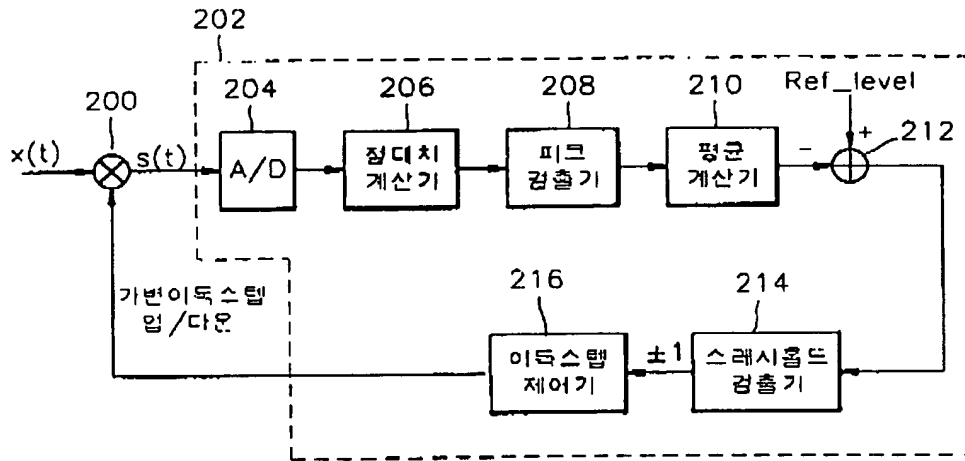 202
200
204
206
208
210
Ref_level
212
x(t)
s(t)
A/D
절대치
계산기
피크
검출기
평균
계산기
-
+
가변이득스텝
업/다운
216
214
이득스텝
제어기
±1
스레시홀드
검출기